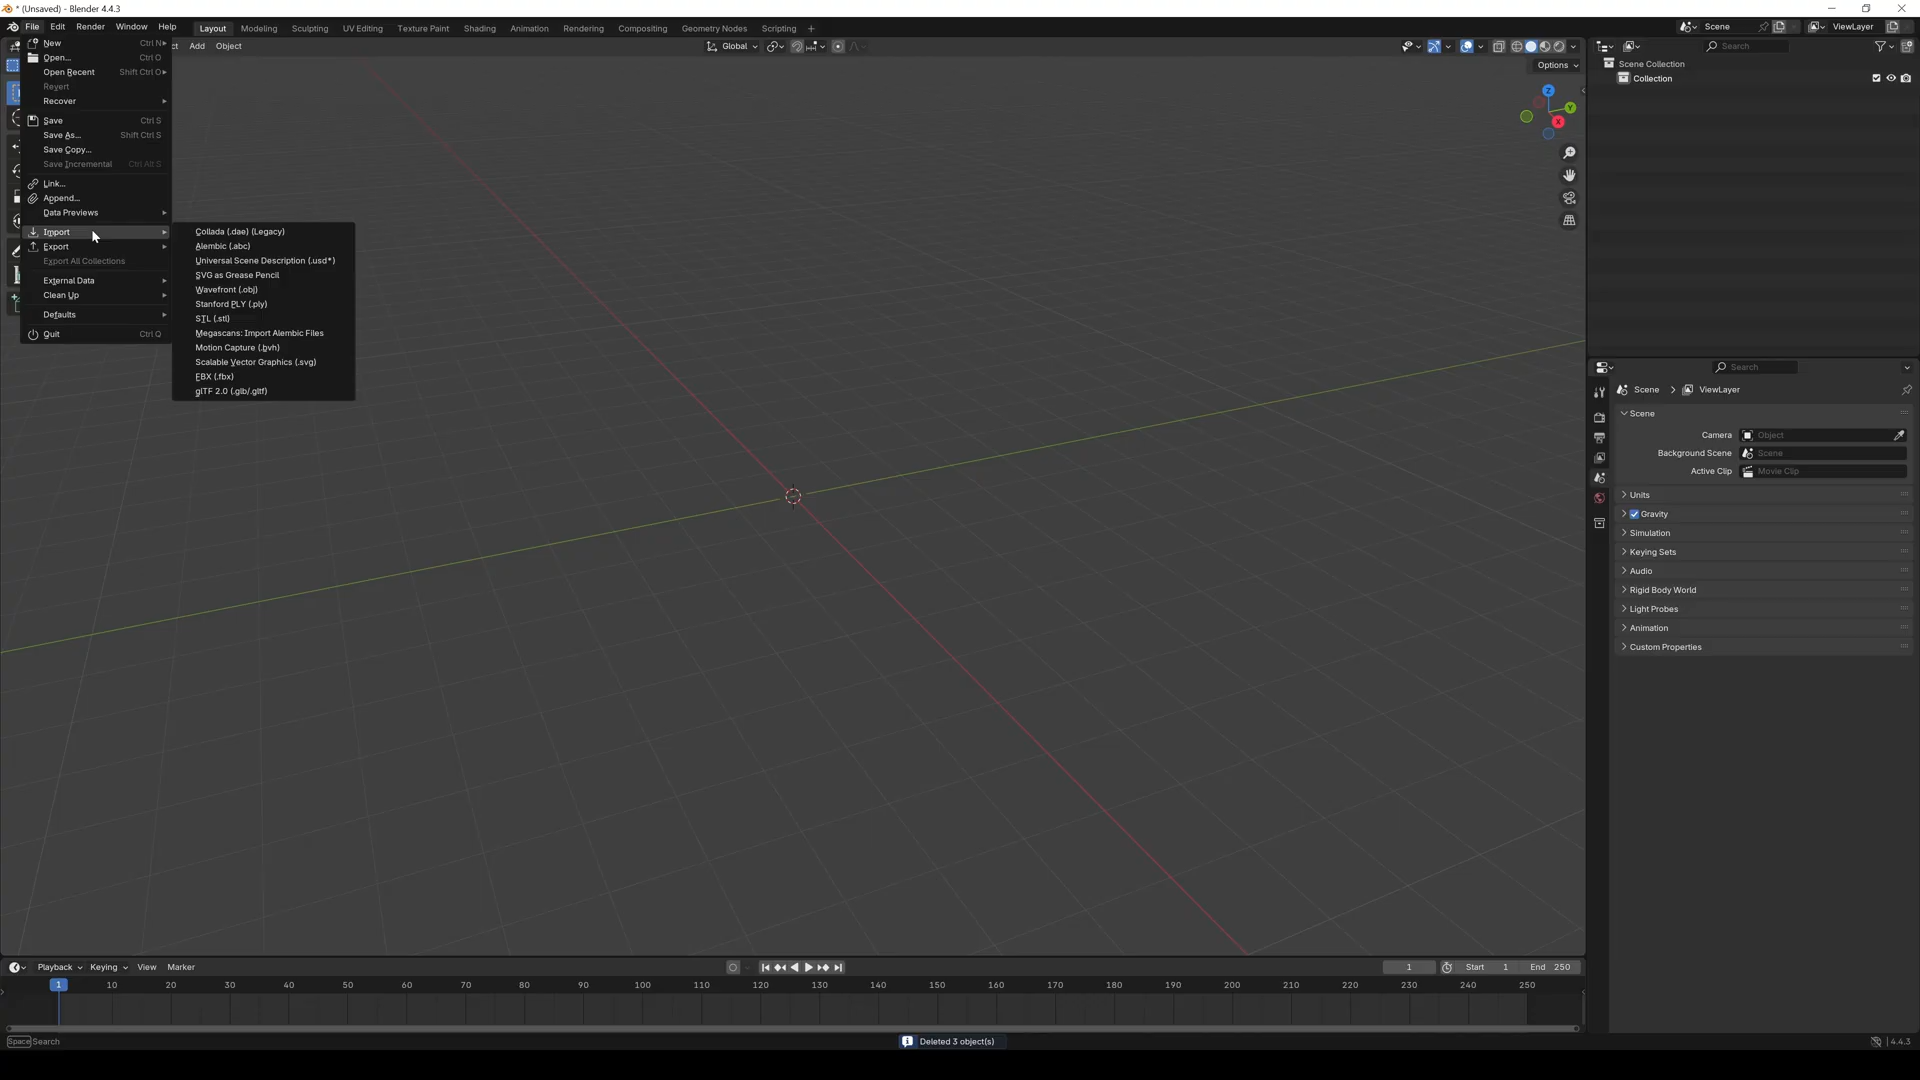 * (Unsaved) - Blender 4.4.3
File Edit Render Window Help Layout Modeling Sculpting UV Editing Texture Paint Shading Animation Rendering Compositing Geometry Nodes Scripting + Scene ViewLayer
Add Object Global Search
Options
New Ctrl N
Open... Ctrl O
Open Recent Shift Ctrl O
Revert
Recover
Save Ctrl S
Save As... Shift Ctrl S
Save Copy...
Save Incremental Ctrl Alt S
Link...
Append...
Data Previews
Import
Export
Export All Collections
External Data
Clean Up
Defaults
Quit Ctrl Q
Collada (.dae) (Legacy)
Alembic (.abc)
Universal Scene Description (.usd*)
SVG as Grease Pencil
Wavefront (.obj)
Stanford PLY (.ply)
STL (.stl)
Megascans: Import Alembic Files
Motion Capture (.bvh)
Scalable Vector Graphics (.svg)
FBX (.fbx)
glTF 2.0 (.glb/.gltf)
Z
Y
X
Scene Collection
Collection
Search
Scene > ViewLayer
Scene
Camera Object
Background Scene Scene
Active Clip Movie Clip
Units
Gravity
Simulation
Keying Sets
Audio
Rigid Body World
Light Probes
Animation
Custom Properties
Playback Keying View Marker 1 Start 1 End 250
1 10 20 30 40 50 60 70 80 90 100 110 120 130 140 150 160 170 180 190 200 210 220 230 240 250
Space Search Deleted 3 object(s) 4.4.3